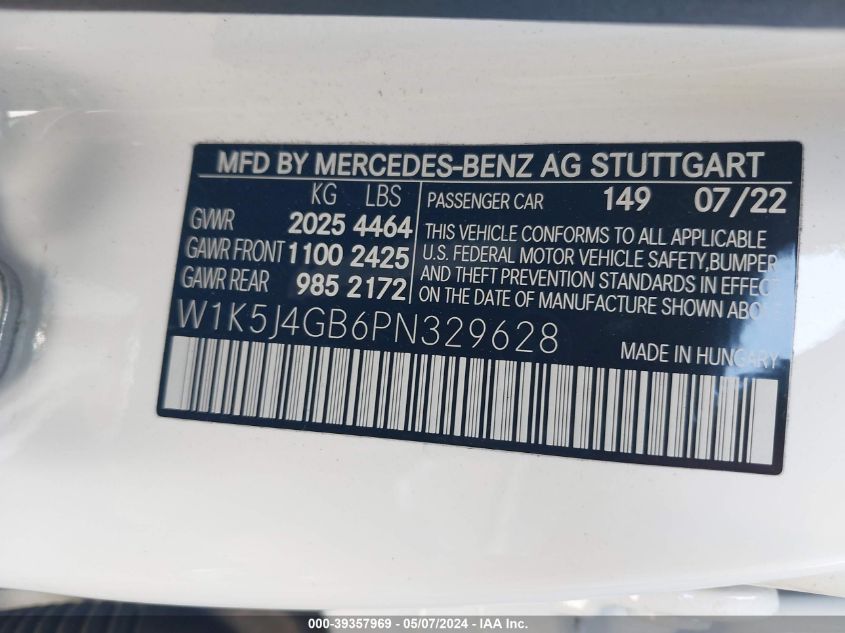 MFD BY MERCEDES-BENZ AG STUTTGART
KG LBS
GVWR 2025 4464
GAWR FRONT 1100 2425
GAWR REAR 985 2172
PASSENGER CAR 149 07/22
THIS VEHICLE CONFORMS TO ALL APPLICABLE
U.S. FEDERAL MOTOR VEHICLE SAFETY,BUMPER
AND THEFT PREVENTION STANDARDS IN EFFECT
ON THE DATE OF MANUFACTURE SHOWN ABOVE
W1K5J4GB6PN329628
MADE IN HUNGARY
000-39357969 - 05/07/2024 - IAA Inc.